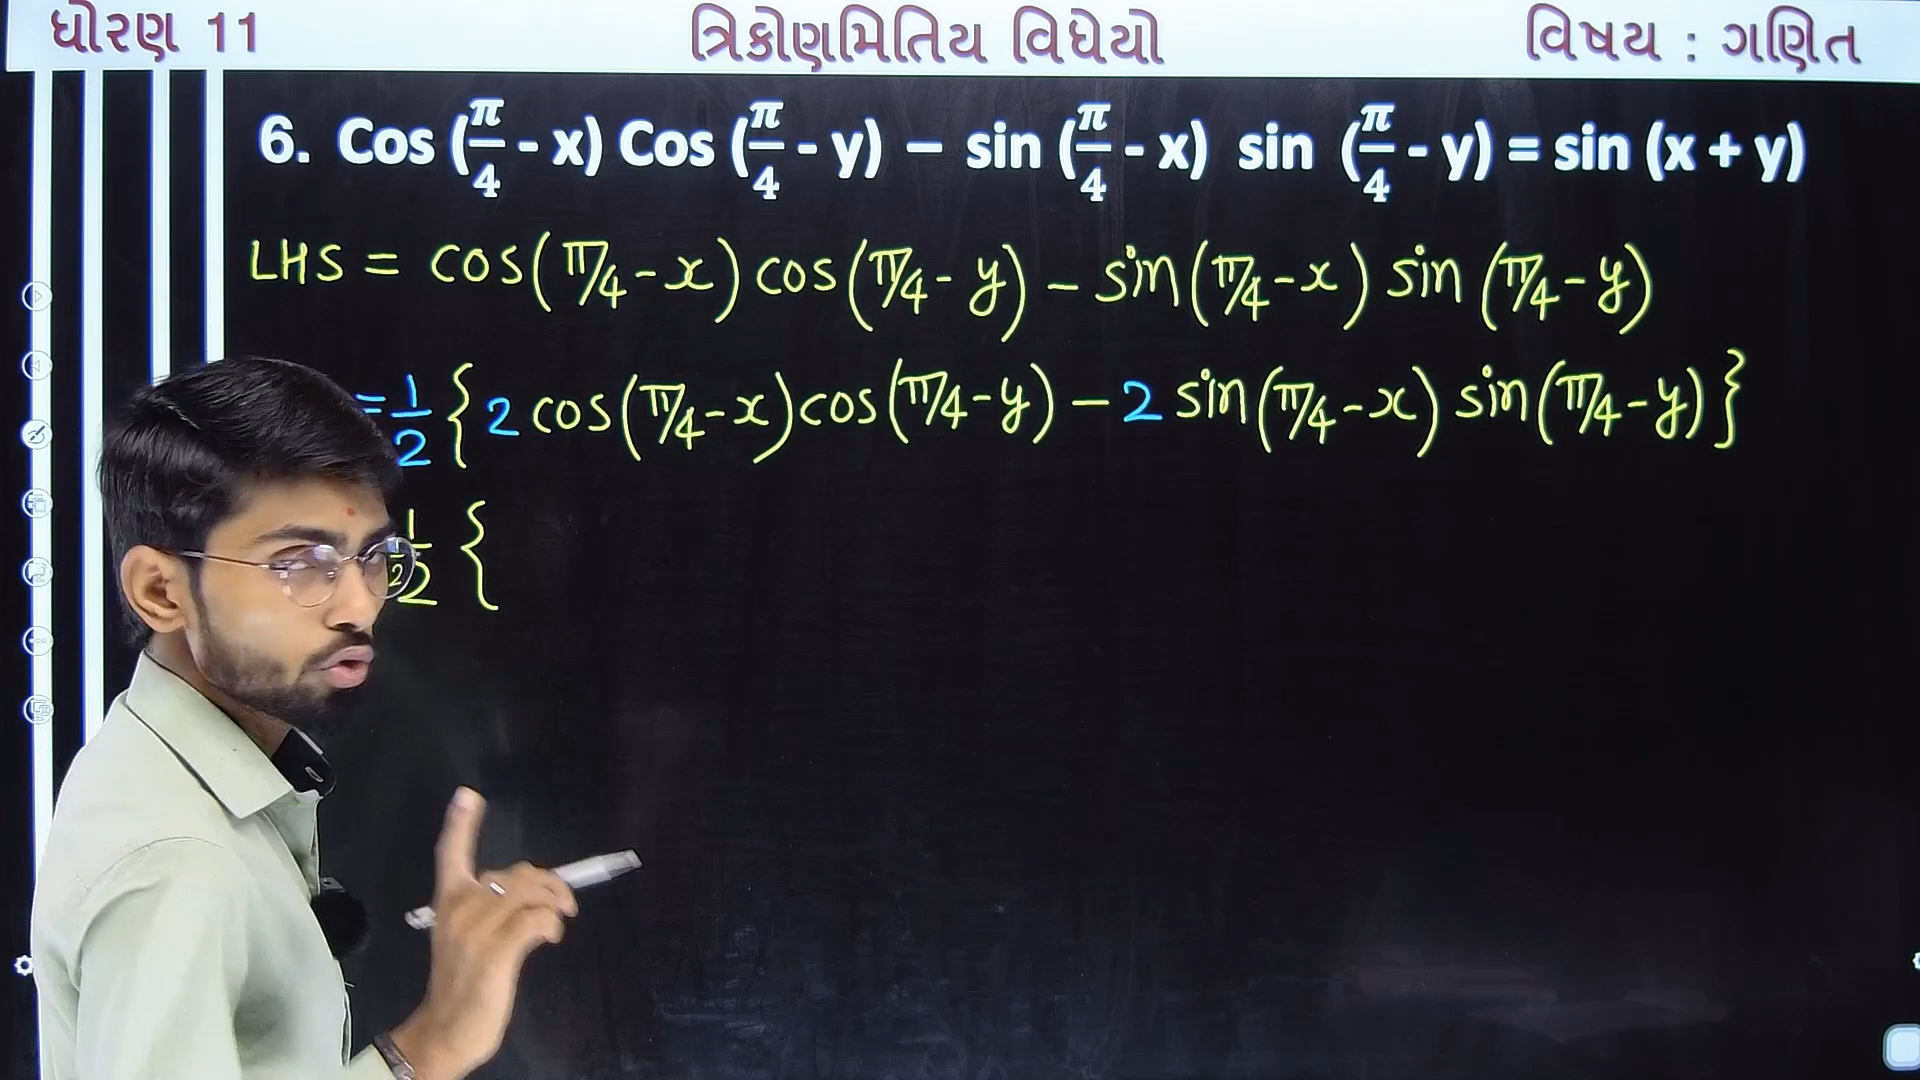 ધોરણ 11 ત્રિકોણમિતિય વિધેયો વિષય : ગણિત
6. Cos (π/4 - x) Cos (π/4 - y) – sin (π/4 - x) sin (π/4 - y) = sin (x + y)
LHS = cos(π/4 - x) cos(π/4 - y) - sin(π/4 - x) sin(π/4 - y)
= 1/2 { 2 cos(π/4 - x) cos(π/4 - y) - 2 sin(π/4 - x) sin(π/4 - y) }
1/2 {